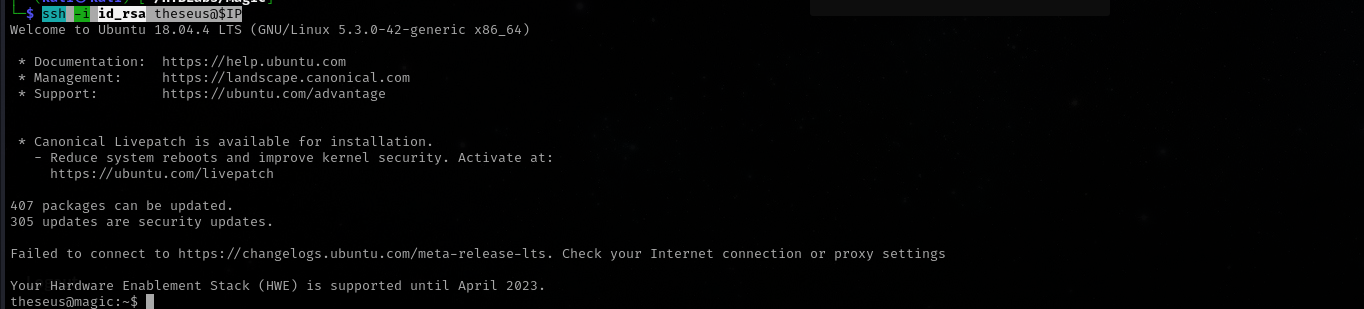 └─$ ssh -i id_rsa theseus@$IP
Welcome to Ubuntu 18.04.4 LTS (GNU/Linux 5.3.0-42-generic x86_64)

 * Documentation:  https://help.ubuntu.com
 * Management:     https://landscape.canonical.com
 * Support:        https://ubuntu.com/advantage


 * Canonical Livepatch is available for installation.
   - Reduce system reboots and improve kernel security. Activate at:
     https://ubuntu.com/livepatch

407 packages can be updated.
305 updates are security updates.

Failed to connect to https://changelogs.ubuntu.com/meta-release-lts. Check your Internet connection or proxy settings

Your Hardware Enablement Stack (HWE) is supported until April 2023.
theseus@magic:~$